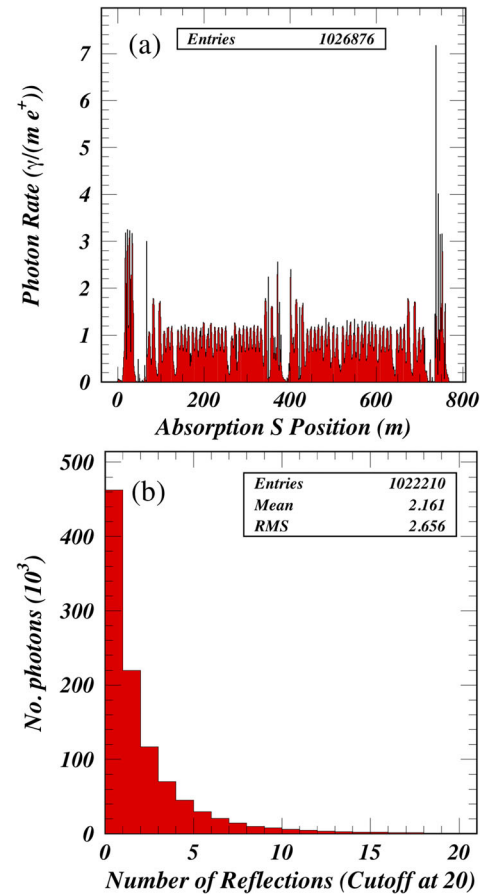 (a)
Entries 1026876
Photon Rate (γ/(m e⁺))
7
6
5
4
3
2
1
0
0 200 400 600 800
Absorption S Position (m)
(b)
Entries 1022210
Mean 2.161
RMS 2.656
No. photons (10³)
500
400
300
200
100
0
0 5 10 15 20
Number of Reflections (Cutoff at 20)